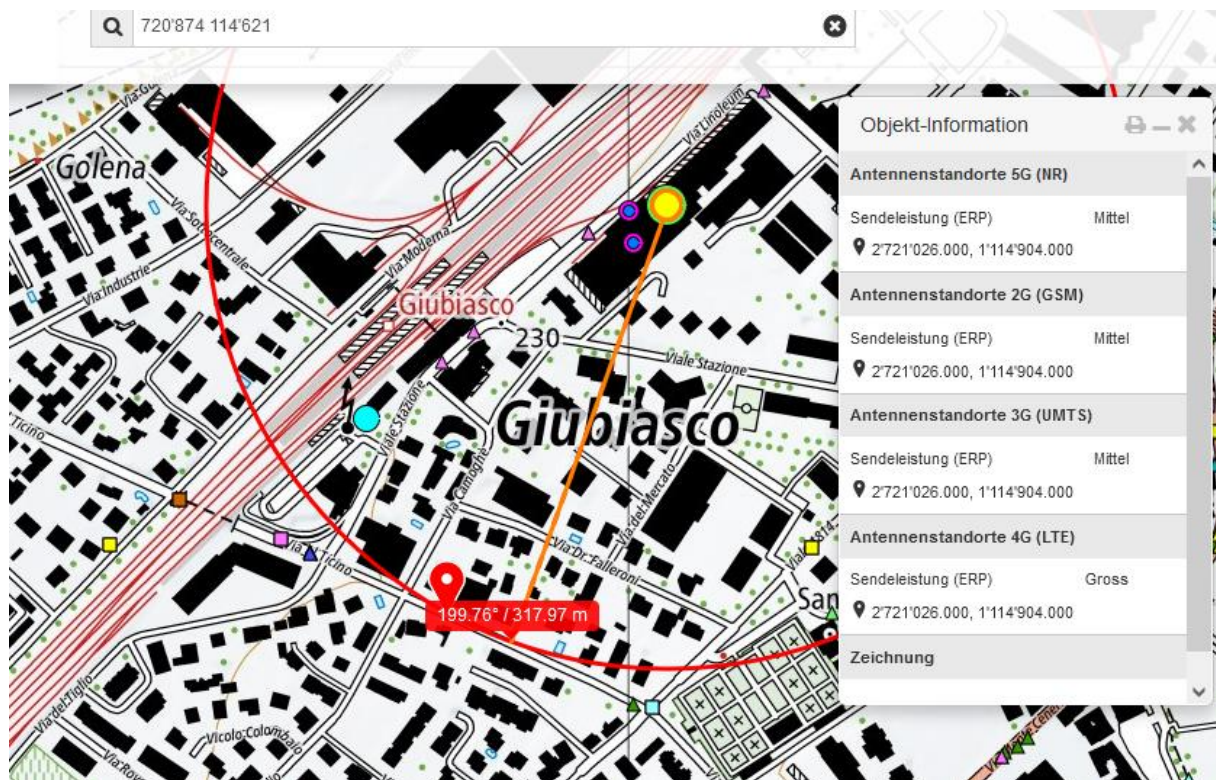 720'874 114'621
Objekt-Information
Antennenstandorte 5G (NR)
Sendeleistung (ERP) Mittel
2'721'026.000, 1'114'904.000
Antennenstandorte 2G (GSM)
Sendeleistung (ERP) Mittel
2'721'026.000, 1'114'904.000
Antennenstandorte 3G (UMTS)
Sendeleistung (ERP) Mittel
2'721'026.000, 1'114'904.000
Antennenstandorte 4G (LTE)
Sendeleistung (ERP) Gross
2'721'026.000, 1'114'904.000
Zeichnung
Golena
Via Linoleum
Via Sottocentrale
Via Moderna
Via Industrie
Giubiasco
230
Viale Stazione
Viale Stazione
Giubiasco
Ticino
Via Camoghè
Via del Mercato
Via Dr. Falleroni
Via Ticino
199.76° / 317.97 m
San
Via del Tiglio
Vicolo Colombaio